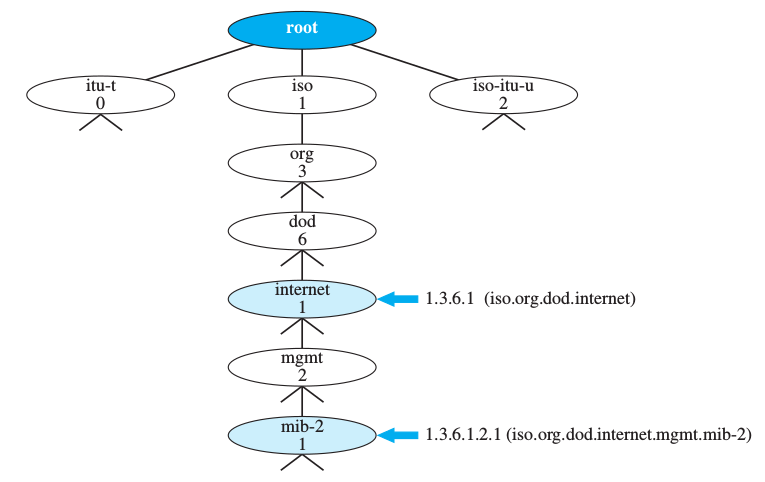 root
itu-t
0
iso
1
iso-itu-u
2
org
3
dod
6
internet
1
1.3.6.1 (iso.org.dod.internet)
mgmt
2
mib-2
1
1.3.6.1.2.1 (iso.org.dod.internet.mgmt.mib-2)